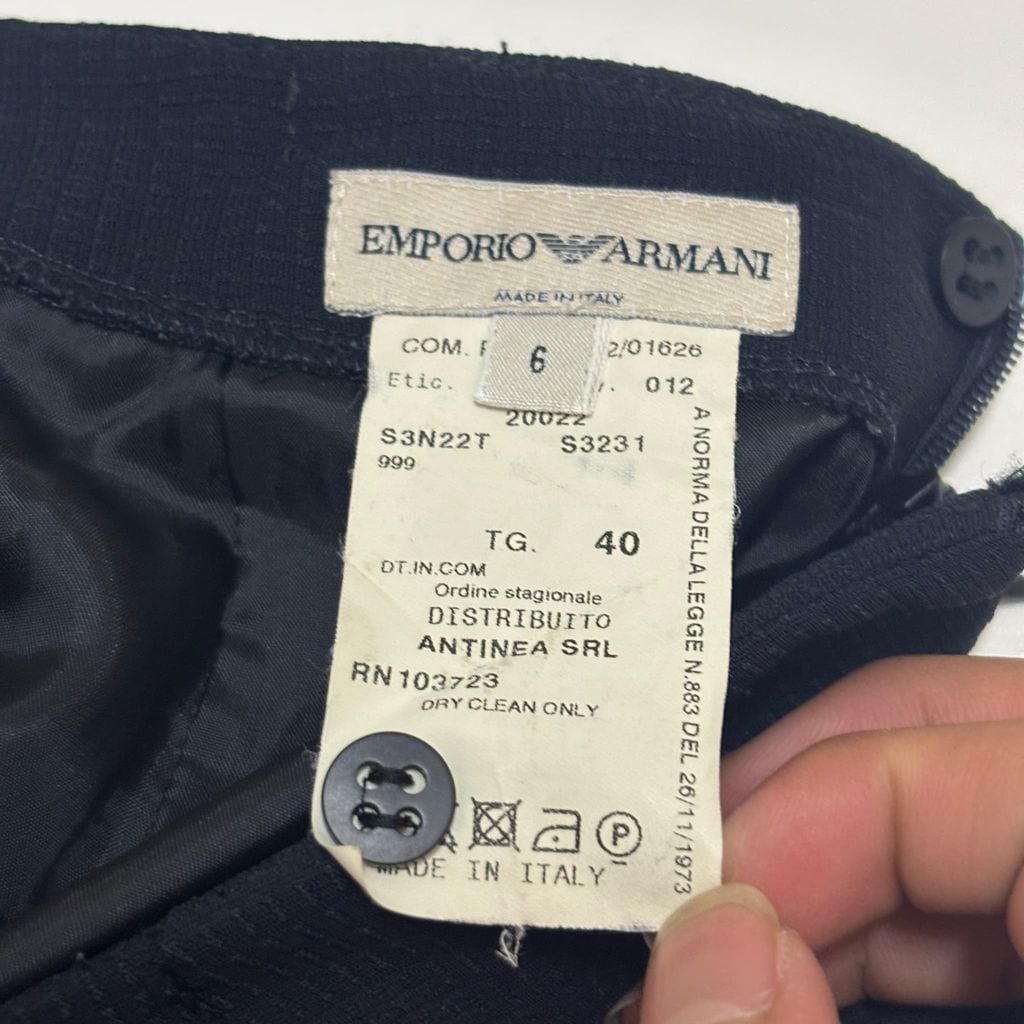 EMPORIO ARMANI
MADE IN ITALY
6
COM. 2/01626
Etic. 012
20022
S3N22T S3231
999
TG. 40
DT.IN.COM
Ordine stagionale
DISTRIBUITO
ANTINEA SRL
RN 103723
DRY CLEAN ONLY
P
MADE IN ITALY
A NORMA DELLA LEGGE N.883 DEL 26/11/1973